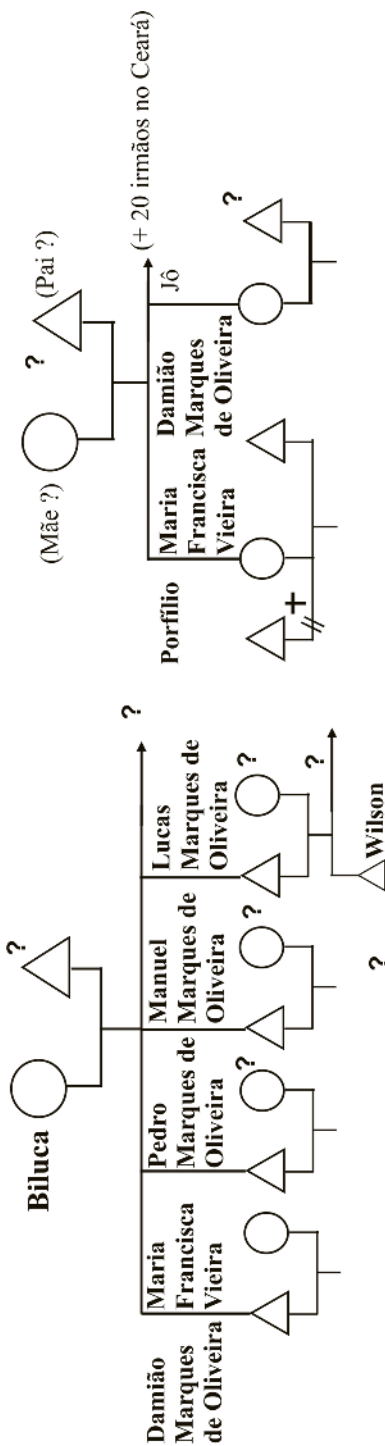 Biluca
?
?
Damião
Marques
de Oliveira
Maria
Francisca
Vieira
Pedro
Marques de
Oliveira
?
Manuel
Marques de
Oliveira
?
Lucas
Marques de
Oliveira
?
?
Wilson
?
(Mãe ?)
?
(Pai ?)
(+ 20 irmãos no Ceará)
Porfílio
Maria
Francisca
Vieira
Damião
Marques
de Oliveira
Jô
?